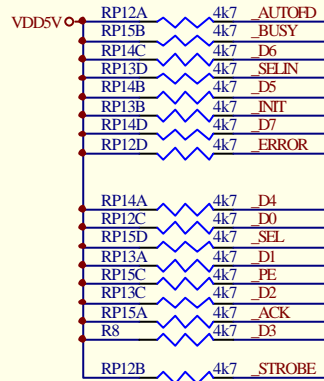 VDD5V RP12A 4k7 _AUTOFD
RP15B 4k7 _BUSY
RP14C 4k7 _D6
RP13D 4k7 _SELIN
RP14B 4k7 _D5
RP13B 4k7 _INIT
RP14D 4k7 _D7
RP12D 4k7 _ERROR
RP14A 4k7 _D4
RP12C 4k7 _D0
RP15D 4k7 _SEL
RP13A 4k7 _D1
RP15C 4k7 _PE
RP13C 4k7 _D2
RP15A 4k7 _ACK
R8 4k7 _D3
RP12B 4k7 _STROBE